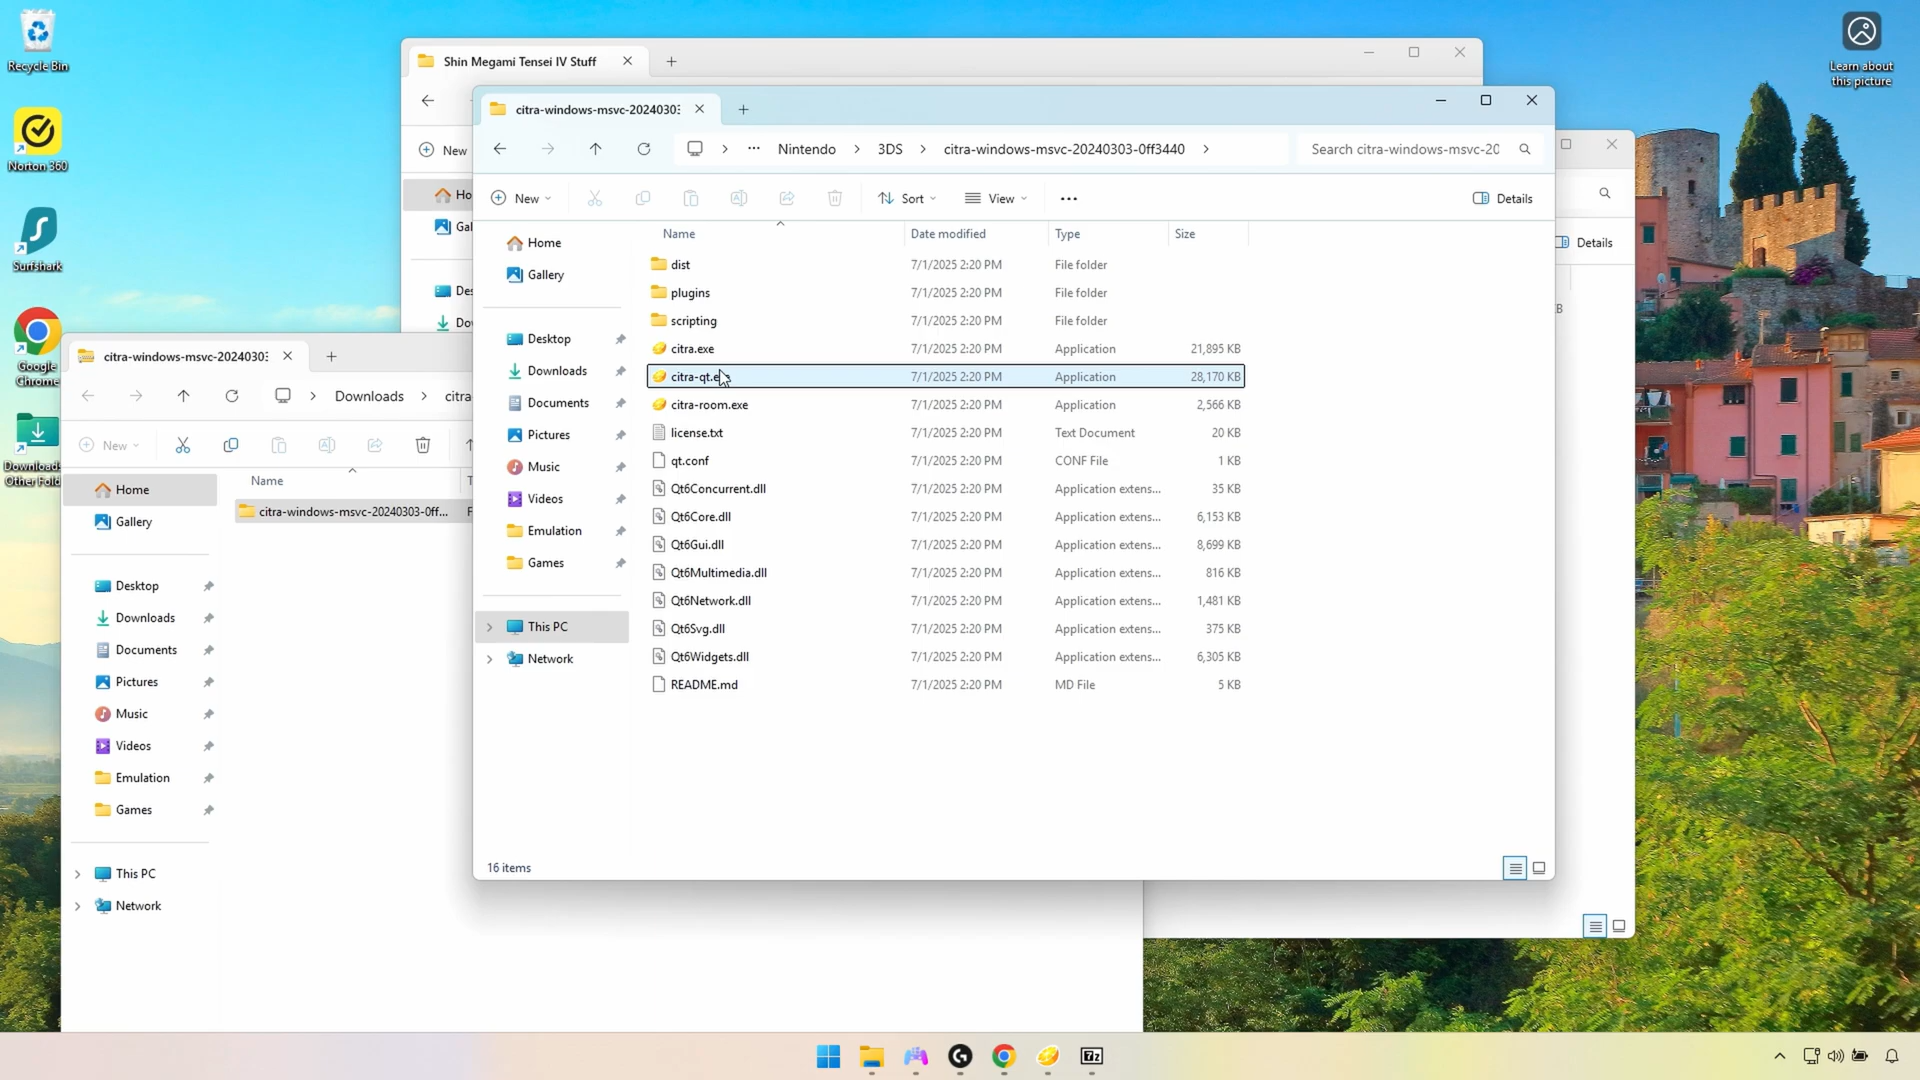 Recycle Bin
Norton 360
Surfshark
Google
Chrome
Other Fold
Learn about
this picture
Shin Megami Tensei IV Stuff
New
Details
citra-windows-msvc-2024030
Nintendo
3DS
citra-windows-msvc-20240303-0ff3440
Search citra-windows-msvc-20
New
Sort
View
Details
Home
Gallery
Desktop
Downloads
Documents
Pictures
Music
Videos
Emulation
Games
This PC
Network
Name Date modified Type Size
dist 7/1/2025 2:20 PM File folder
plugins 7/1/2025 2:20 PM File folder
scripting 7/1/2025 2:20 PM File folder
citra.exe 7/1/2025 2:20 PM Application 21,895 KB
citra-qt.e 7/1/2025 2:20 PM Application 28,170 KB
citra-room.exe 7/1/2025 2:20 PM Application 2,566 KB
license.txt 7/1/2025 2:20 PM Text Document 20 KB
qt.conf 7/1/2025 2:20 PM CONF File 1 KB
Qt6Concurrent.dll 7/1/2025 2:20 PM Application extens... 35 KB
Qt6Core.dll 7/1/2025 2:20 PM Application extens... 6,153 KB
Qt6Gui.dll 7/1/2025 2:20 PM Application extens... 8,699 KB
Qt6Multimedia.dll 7/1/2025 2:20 PM Application extens... 816 KB
Qt6Network.dll 7/1/2025 2:20 PM Application extens... 1,481 KB
Qt6Svg.dll 7/1/2025 2:20 PM Application extens... 375 KB
Qt6Widgets.dll 7/1/2025 2:20 PM Application extens... 6,305 KB
README.md 7/1/2025 2:20 PM MD File 5 KB
16 items
citra-windows-msvc-2024030
Downloads
citra
New
Name
citra-windows-msvc-20240303-0ff...
Home
Gallery
Desktop
Downloads
Documents
Pictures
Music
Videos
Emulation
Games
This PC
Network
7z